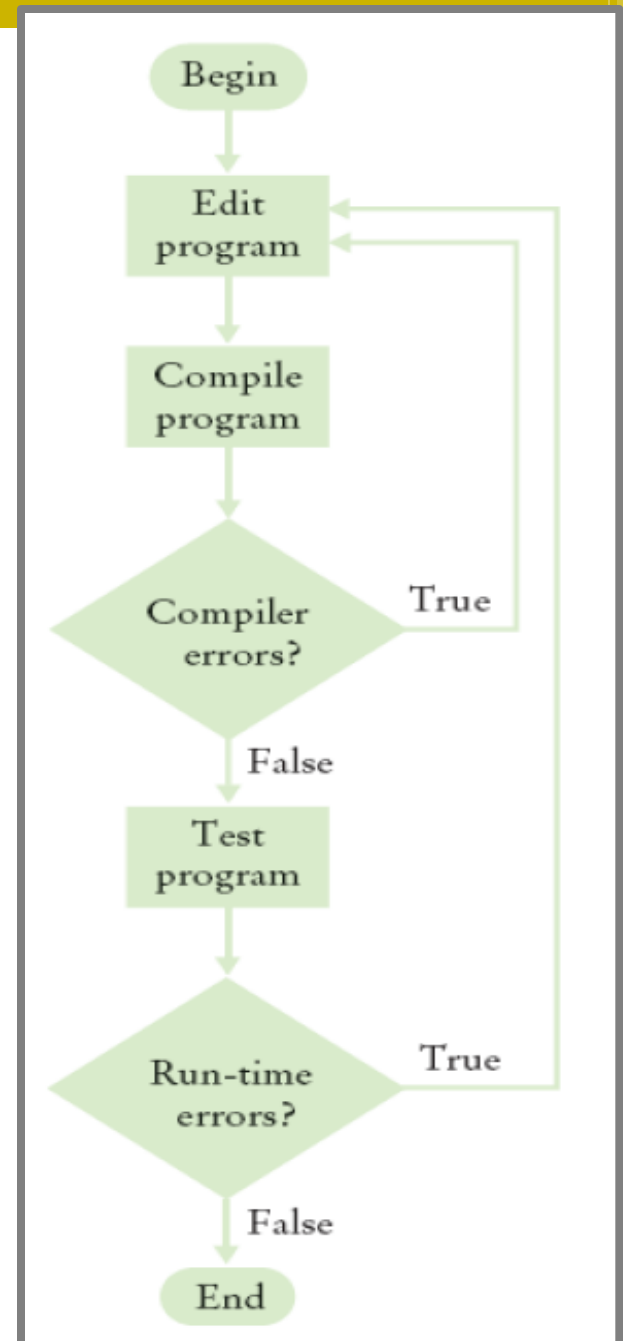 Begin
Edit
program
Compile
program
Compiler
errors?
True
False
Test
program
Run-time
errors?
True
False
End